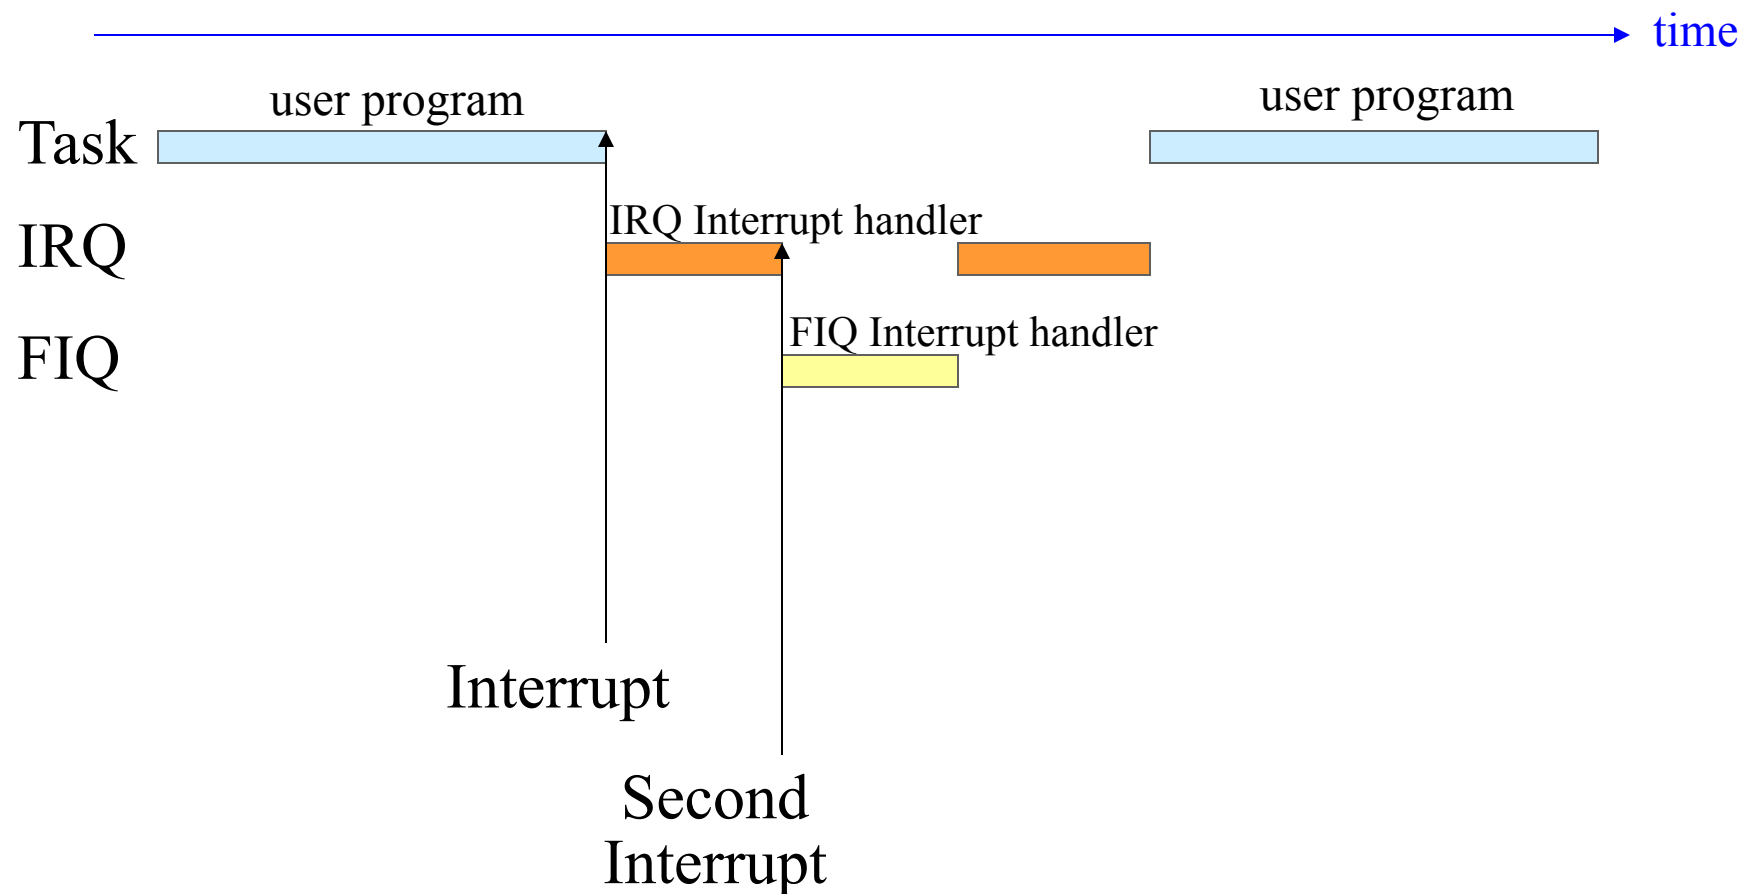 time
user program
user program
Task
IRQ Interrupt handler
IRQ
FIQ Interrupt handler
FIQ
Interrupt
Second
Interrupt